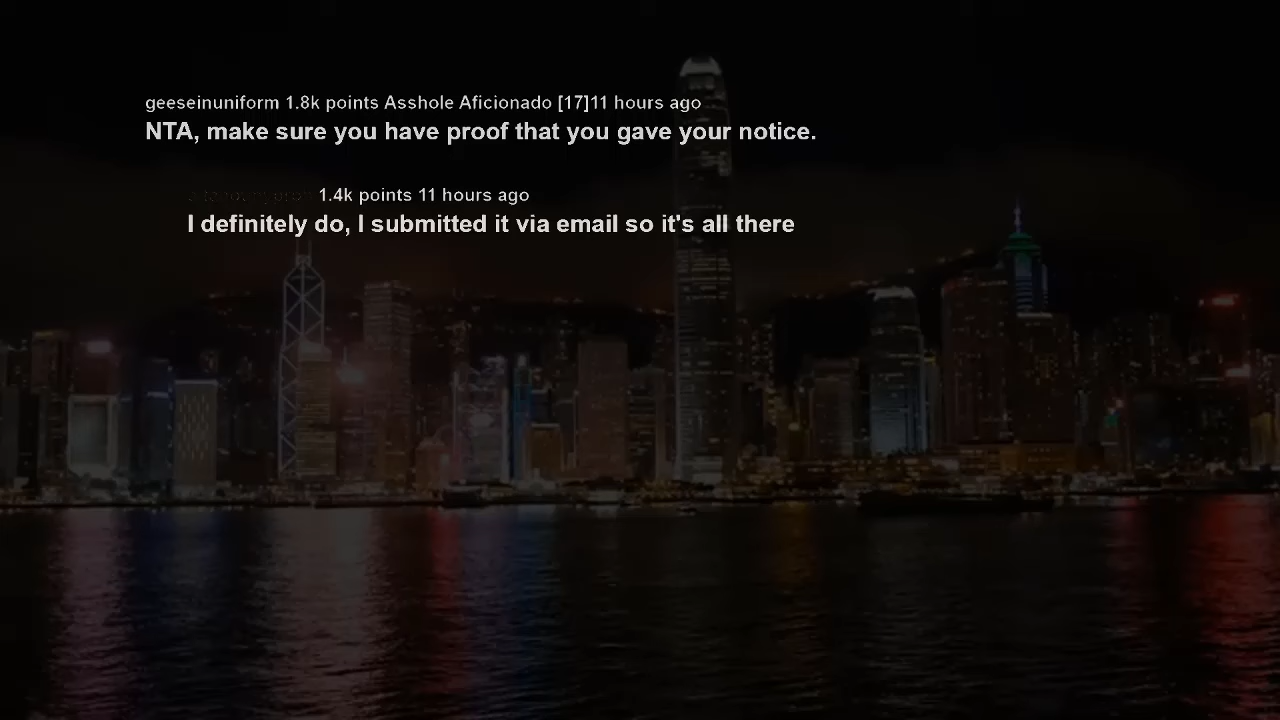 geeseinuniform 1.8k points Asshole Aficionado [17]11 hours ago
NTA, make sure you have proof that you gave your notice.
1.4k points 11 hours ago
I definitely do, I submitted it via email so it's all there